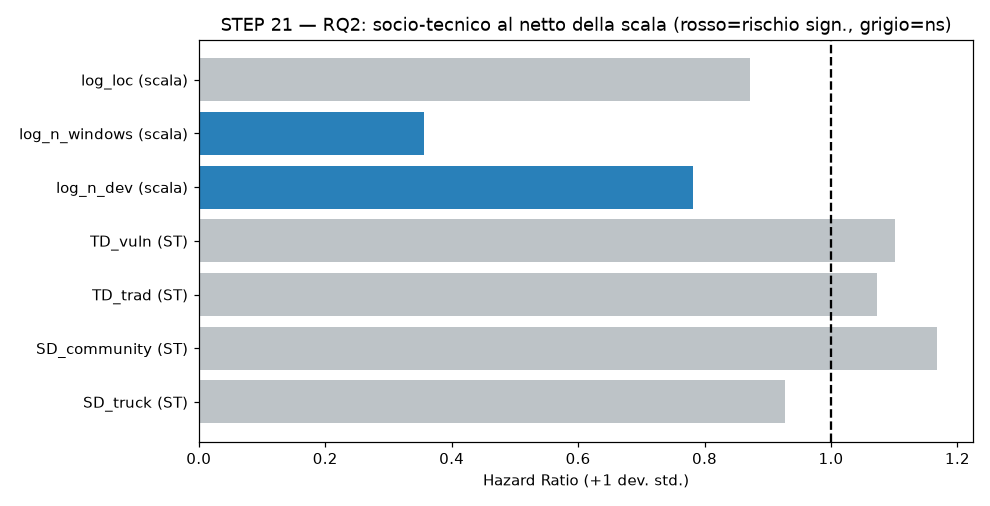 STEP 21 — RQ2: socio-tecnico al netto della scala (rosso=rischio sign., grigio=ns)
log_loc (scala)
log_n_windows (scala)
log_n_dev (scala)
TD_vuln (ST)
TD_trad (ST)
SD_community (ST)
SD_truck (ST)
0.0 0.2 0.4 0.6 0.8 1.0 1.2
Hazard Ratio (+1 dev. std.)